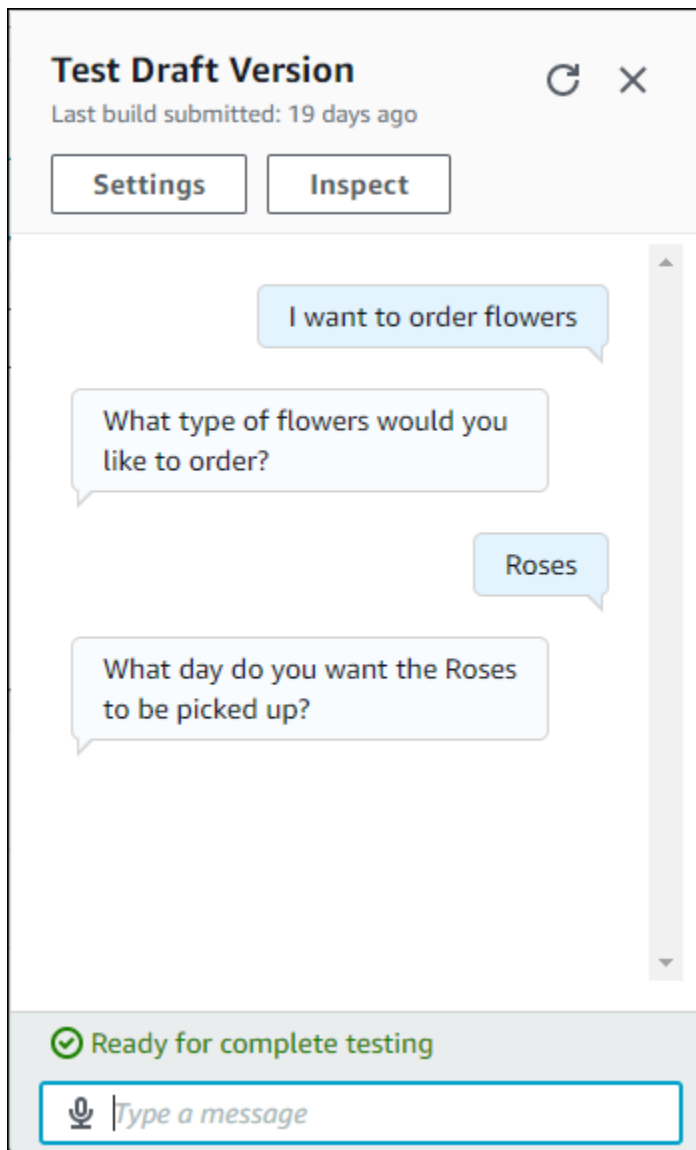 Test Draft Version
Last build submitted: 19 days ago
Settings Inspect
I want to order flowers
What type of flowers would you
like to order?
Roses
What day do you want the Roses
to be picked up?
Ready for complete testing
Type a message